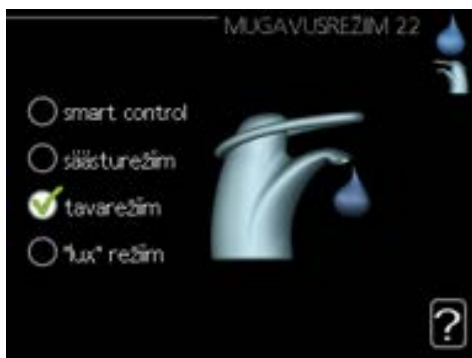 MUGAVUSREŽIIM 2.2
smart control
säästurežiim
tavarežiim
"lux" režiim
?